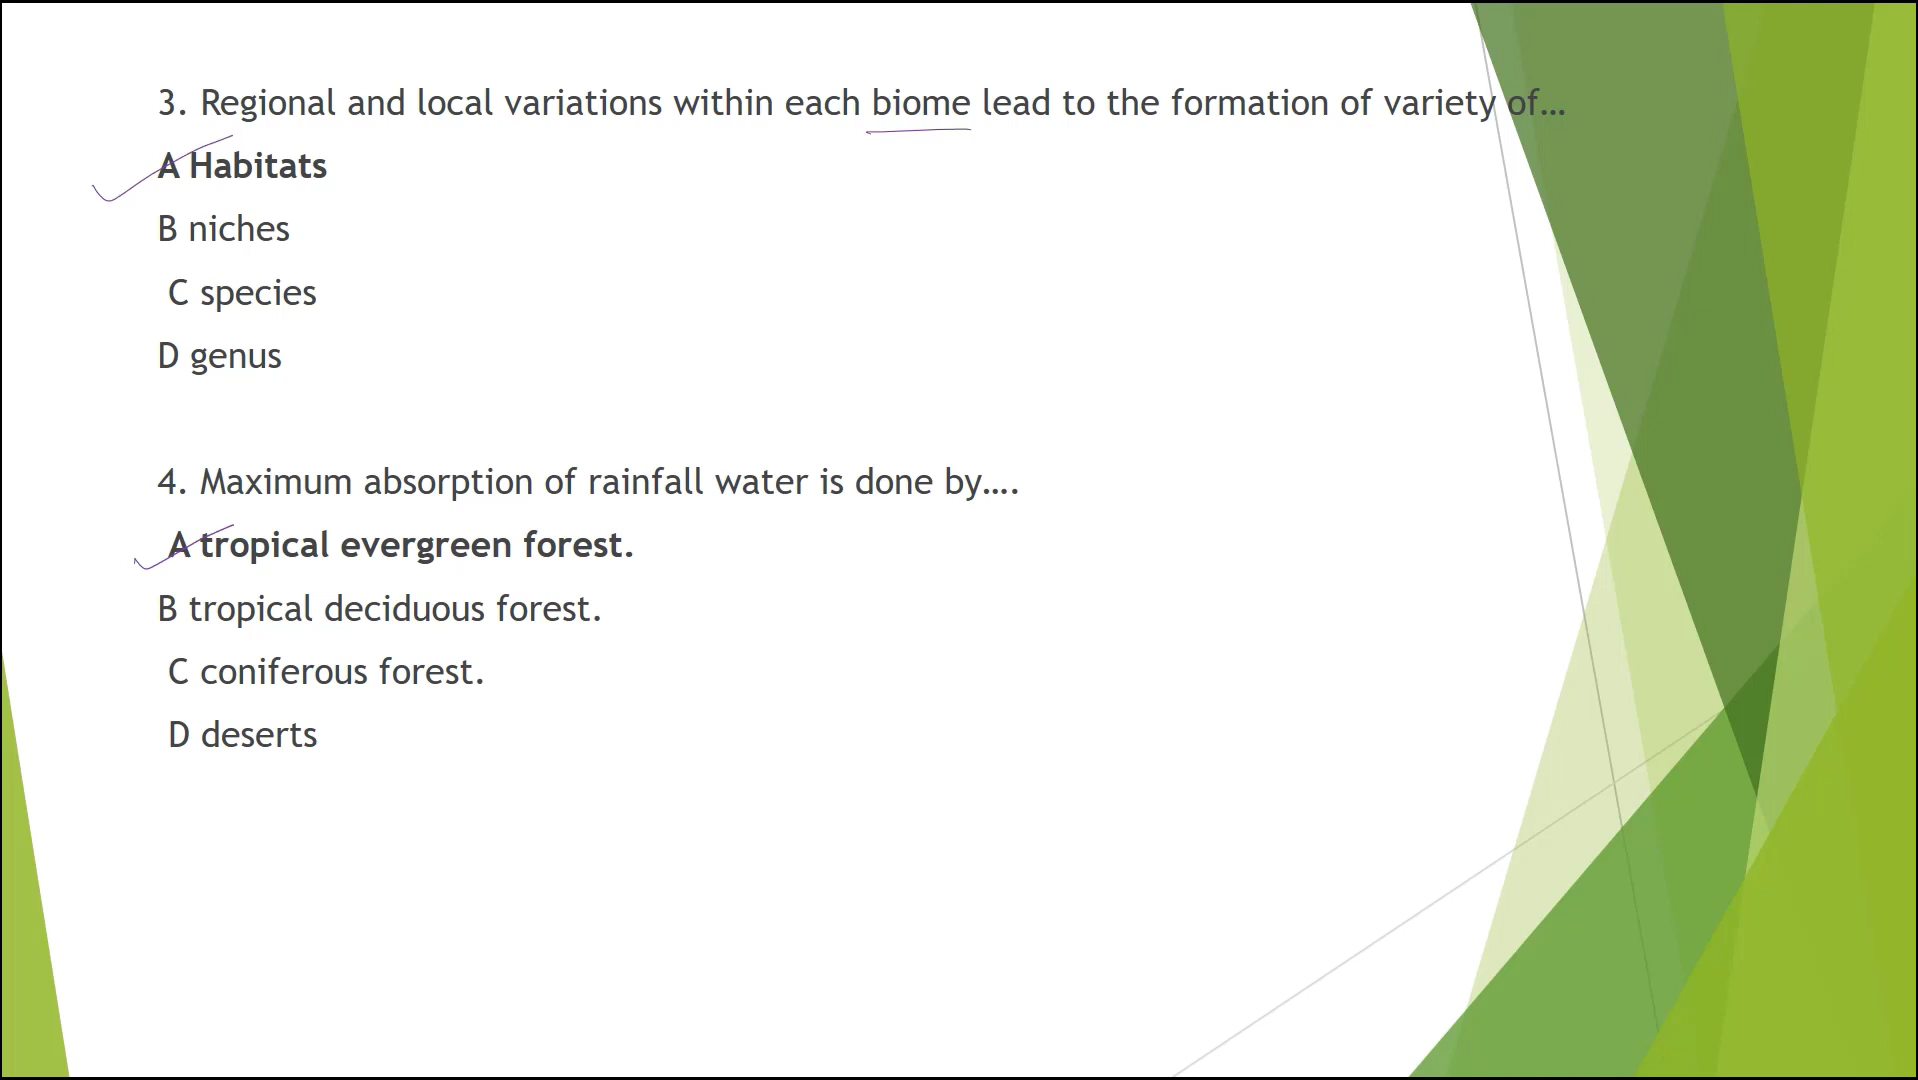 3. Regional and local variations within each biome lead to the formation of variety of…
A Habitats
B niches
C species
D genus
4. Maximum absorption of rainfall water is done by….
A tropical evergreen forest.
B tropical deciduous forest.
C coniferous forest.
D deserts